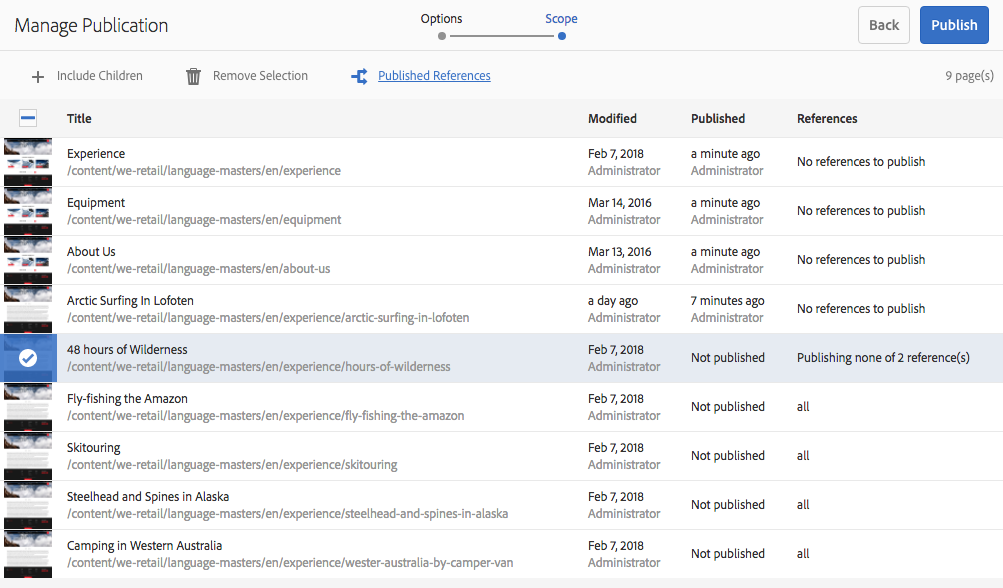 Manage Publication
Options
Scope
Back
Publish
Include Children
Remove Selection
Published References
9 page(s)
Title
Modified
Published
References
Experience
Feb 7, 2018
a minute ago
/content/we-retail/language-masters/en/experience
Administrator
Administrator
No references to publish
Equipment
Mar 14, 2016
a minute ago
/content/we-retail/language-masters/en/equipment
Administrator
Administrator
No references to publish
About Us
Mar 13, 2016
a minute ago
/content/we-retail/language-masters/en/about-us
Administrator
Administrator
No references to publish
Arctic Surfing In Lofoten
a day ago
7 minutes ago
/content/we-retail/language-masters/en/experience/arctic-surfing-in-lofoten
Administrator
Administrator
No references to publish
48 hours of Wilderness
Feb 7, 2018
/content/we-retail/language-masters/en/experience/hours-of-wilderness
Administrator
Not published
Publishing none of 2 reference(s)
Fly-fishing the Amazon
Feb 7, 2018
/content/we-retail/language-masters/en/experience/fly-fishing-the-amazon
Administrator
Not published
all
Skitouring
Feb 7, 2018
/content/we-retail/language-masters/en/experience/skitouring
Administrator
Not published
all
Steelhead and Spines in Alaska
Feb 7, 2018
/content/we-retail/language-masters/en/experience/steelhead-and-spines-in-alaska
Administrator
Not published
all
Camping in Western Australia
Feb 7, 2018
/content/we-retail/language-masters/en/experience/wester-australia-by-camper-van
Administrator
Not published
all